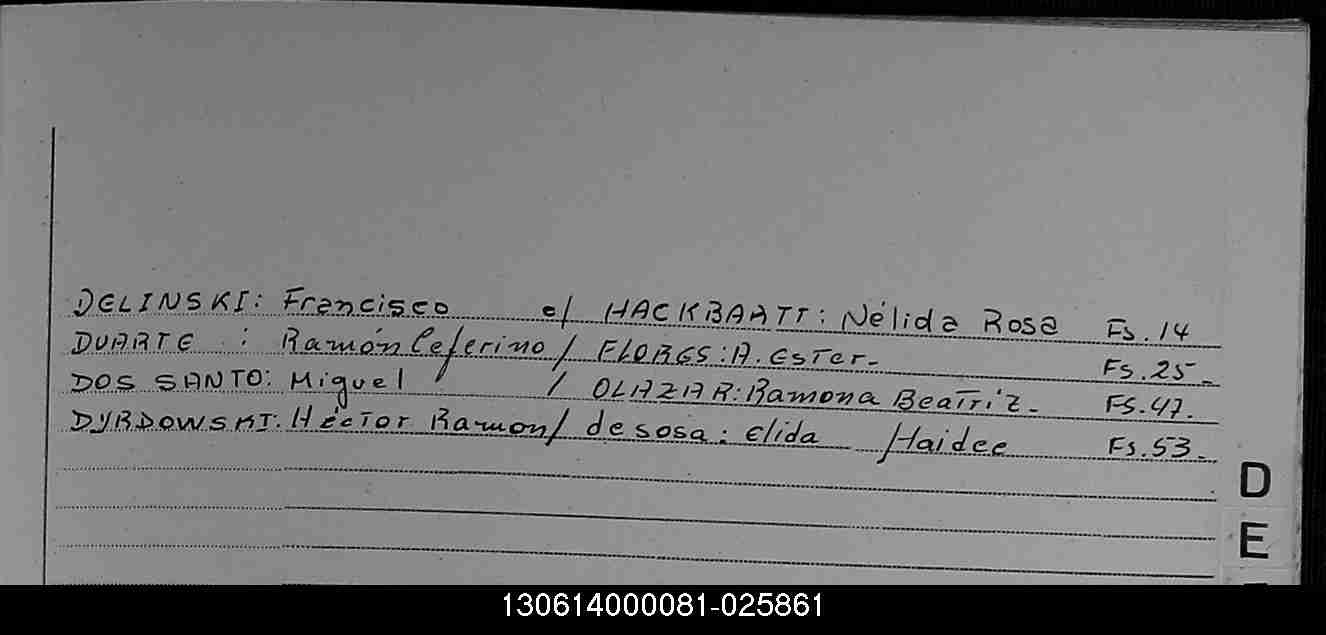 DELINSKI: Francisco c/ HACKBARTT: Nélida Rosa Fs. 14
DUARTE : Ramón Ceferino / FLORES: A. Ester.- Fs. 25-
DOS SANTO: Miguel / OLAZAR: Ramona Beatriz- Fs. 47.
DYRDOWSKI: Héctor Ramon / de sosa: Elida Haidee Fs. 53-
D
E
130614000081-025861